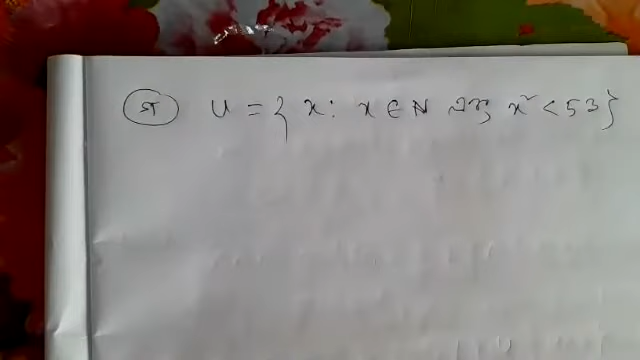 প্র U = { x : x ∈ N এবং x² < 53 }